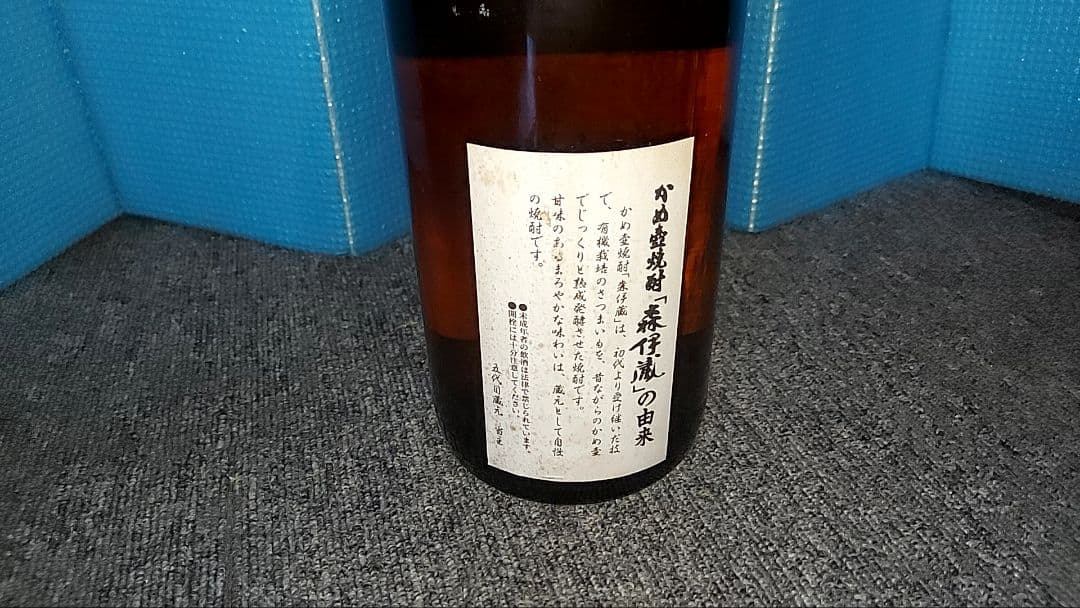 かめ壺焼酎「森伊蔵」の由来
かめ壺焼酎「森伊蔵」は、初代より受け継いだ技
で、有機栽培のさつまいもを、昔ながらのかめ壺
でじっくりと熟成発酵させた焼酎です。
甘味のあるまろやかな味わいは、蔵元として自性
の焼酎です。
●未成年者の飲酒は法律で禁じられています。
●開栓には十分注意してください。
五代目蔵元